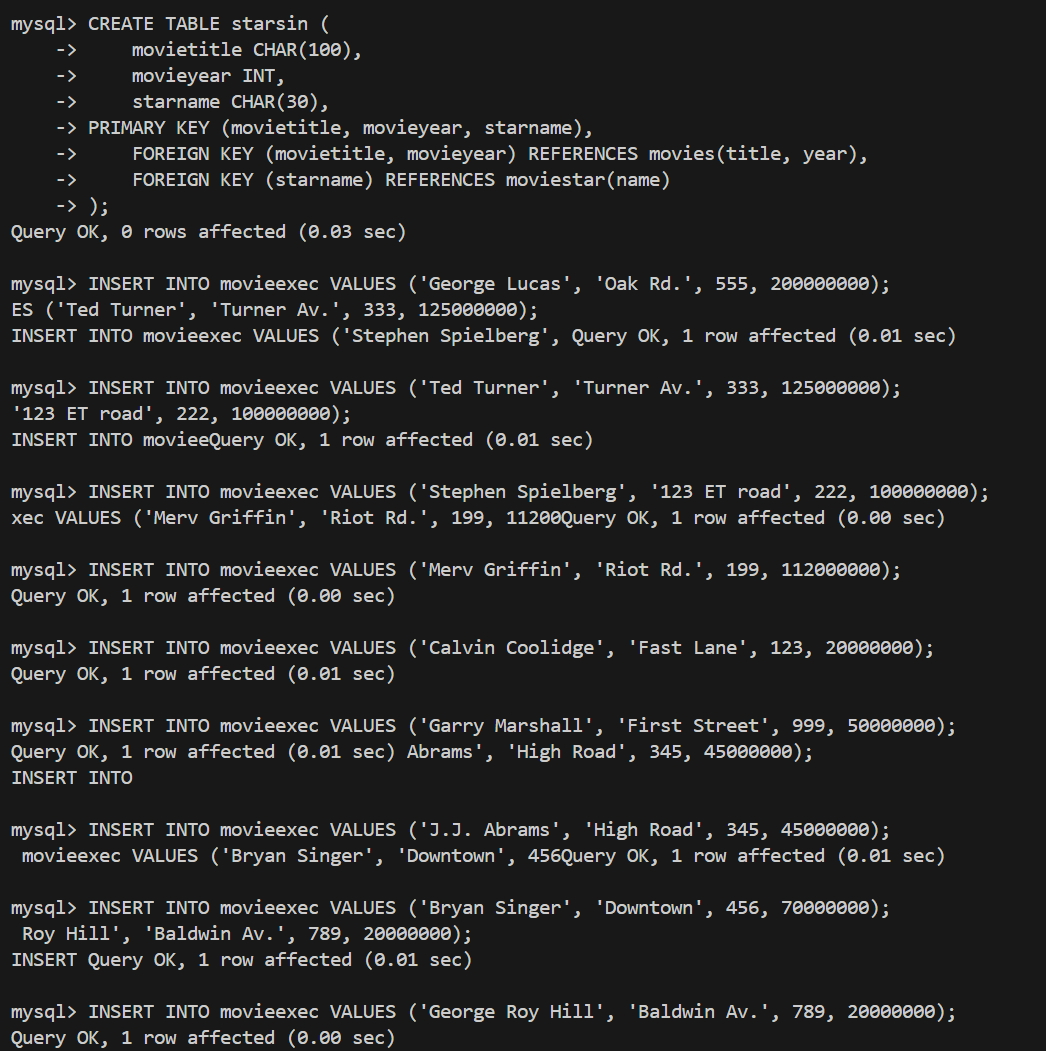 mysql> CREATE TABLE starsin (
    ->     movietitle CHAR(100),
    ->     movieyear INT,
    ->     starname CHAR(30),
    -> PRIMARY KEY (movietitle, movieyear, starname),
    ->     FOREIGN KEY (movietitle, movieyear) REFERENCES movies(title, year),
    ->     FOREIGN KEY (starname) REFERENCES moviestar(name)
    -> );
Query OK, 0 rows affected (0.03 sec)

mysql> INSERT INTO movieexec VALUES ('George Lucas', 'Oak Rd.', 555, 200000000);
ES ('Ted Turner', 'Turner Av.', 333, 125000000);
INSERT INTO movieexec VALUES ('Stephen Spielberg', Query OK, 1 row affected (0.01 sec)

mysql> INSERT INTO movieexec VALUES ('Ted Turner', 'Turner Av.', 333, 125000000);
'123 ET road', 222, 100000000);
INSERT INTO movieeQuery OK, 1 row affected (0.01 sec)

mysql> INSERT INTO movieexec VALUES ('Stephen Spielberg', '123 ET road', 222, 100000000);
xec VALUES ('Merv Griffin', 'Riot Rd.', 199, 11200Query OK, 1 row affected (0.00 sec)

mysql> INSERT INTO movieexec VALUES ('Merv Griffin', 'Riot Rd.', 199, 112000000);
Query OK, 1 row affected (0.00 sec)

mysql> INSERT INTO movieexec VALUES ('Calvin Coolidge', 'Fast Lane', 123, 20000000);
Query OK, 1 row affected (0.01 sec)

mysql> INSERT INTO movieexec VALUES ('Garry Marshall', 'First Street', 999, 50000000);
Query OK, 1 row affected (0.01 sec) Abrams', 'High Road', 345, 45000000);
INSERT INTO

mysql> INSERT INTO movieexec VALUES ('J.J. Abrams', 'High Road', 345, 45000000);
 movieexec VALUES ('Bryan Singer', 'Downtown', 456Query OK, 1 row affected (0.01 sec)

mysql> INSERT INTO movieexec VALUES ('Bryan Singer', 'Downtown', 456, 70000000);
 Roy Hill', 'Baldwin Av.', 789, 20000000);
INSERT Query OK, 1 row affected (0.01 sec)

mysql> INSERT INTO movieexec VALUES ('George Roy Hill', 'Baldwin Av.', 789, 20000000);
Query OK, 1 row affected (0.00 sec)